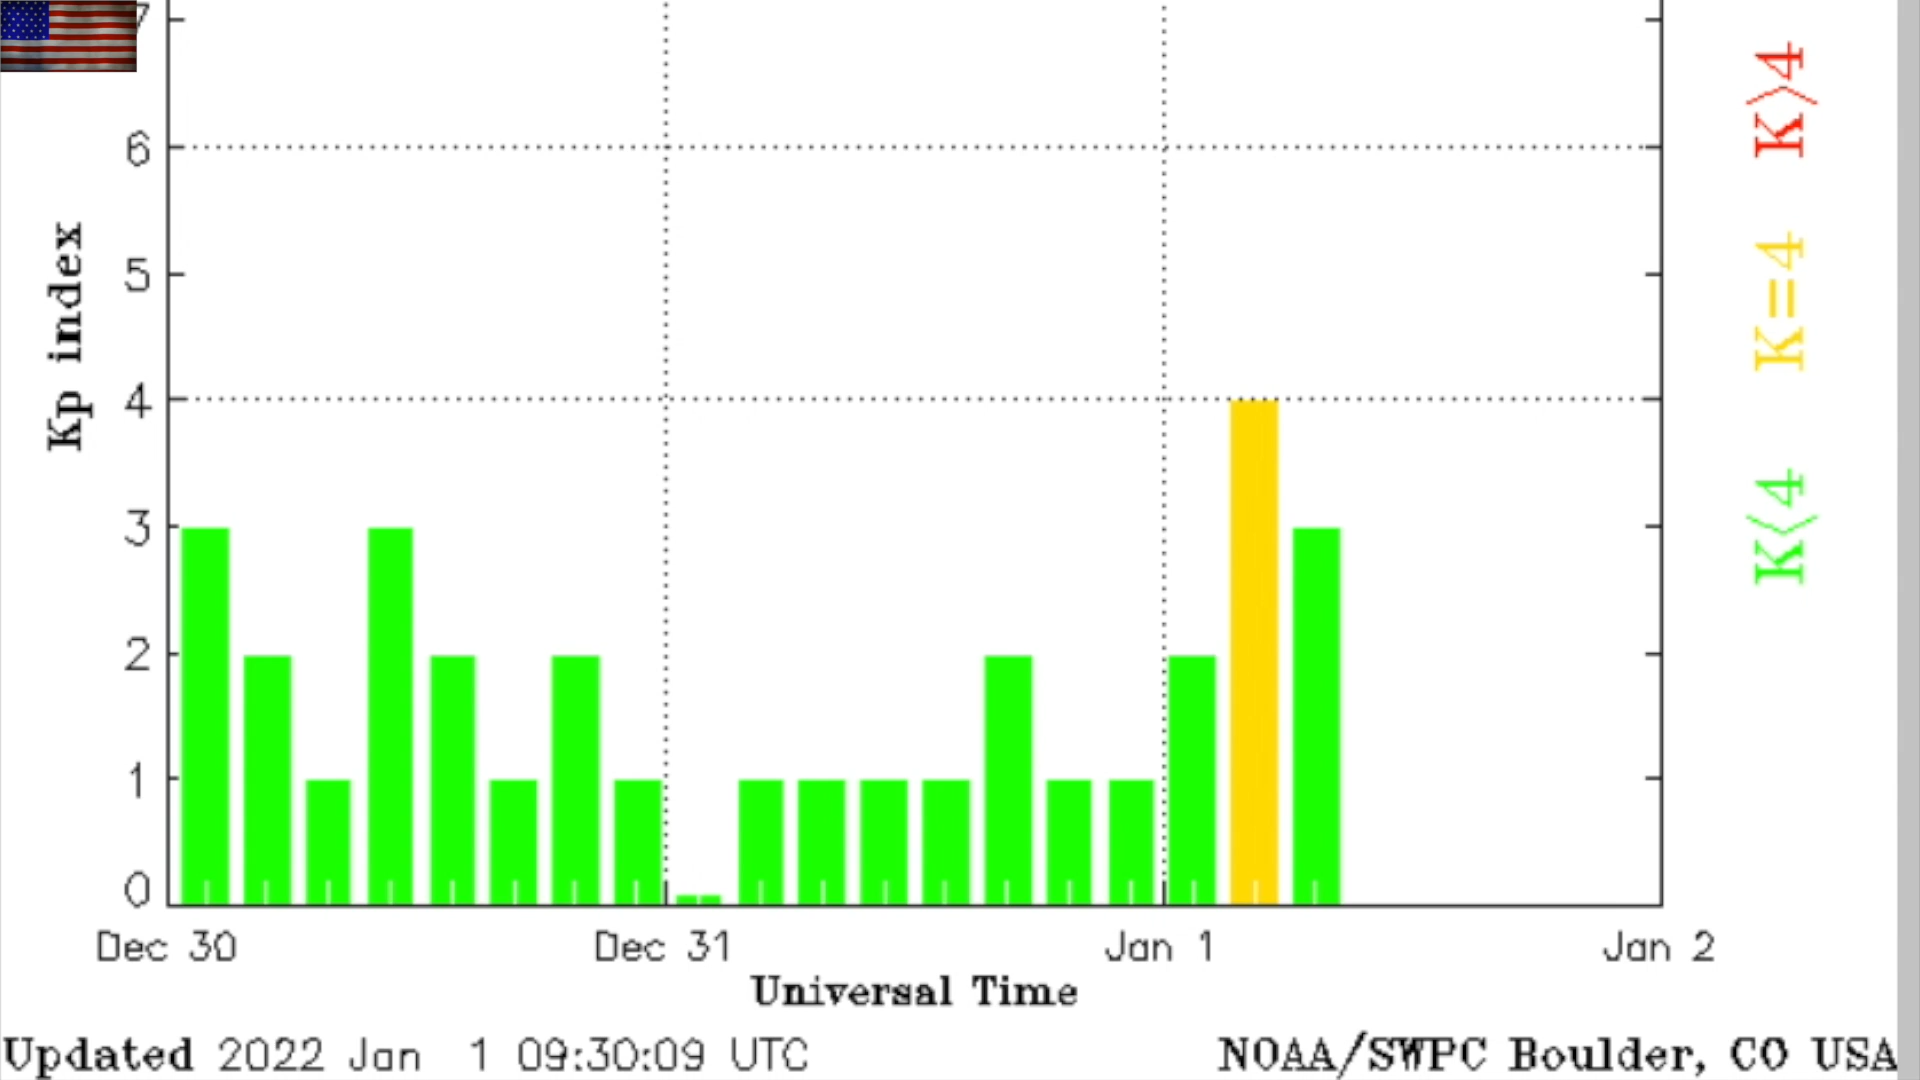 7
6
5
4
3
2
1
0
Kp index
K>4
K=4
K<4
Dec 30
Dec 31
Jan 1
Jan 2
Universal Time
Updated 2022 Jan 1 09:30:09 UTC
NOAA/SWPC Boulder, CO USA